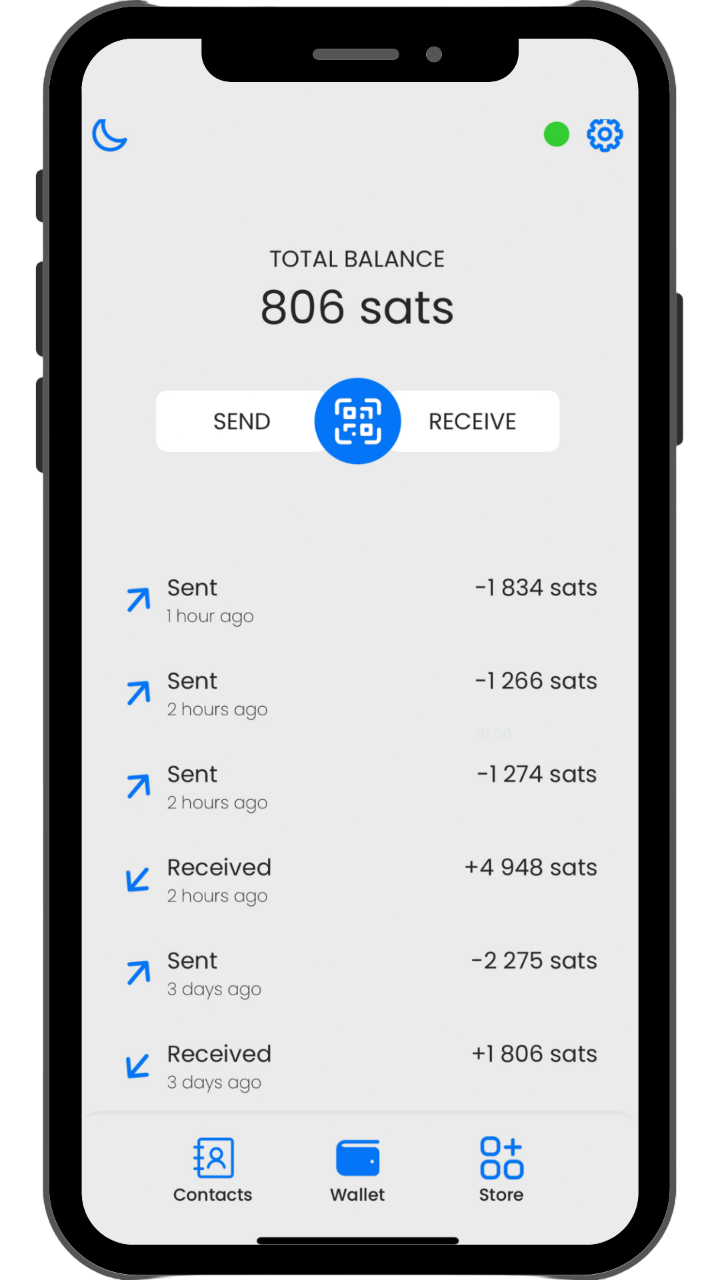 TOTAL BALANCE
806 sats
SEND
RECEIVE
Sent
-1 834 sats
1 hour ago
Sent
-1 266 sats
2 hours ago
10:00
Sent
-1 274 sats
2 hours ago
Received
+4 948 sats
2 hours ago
Sent
-2 275 sats
3 days ago
Received
+1 806 sats
3 days ago
Contacts
Wallet
Store